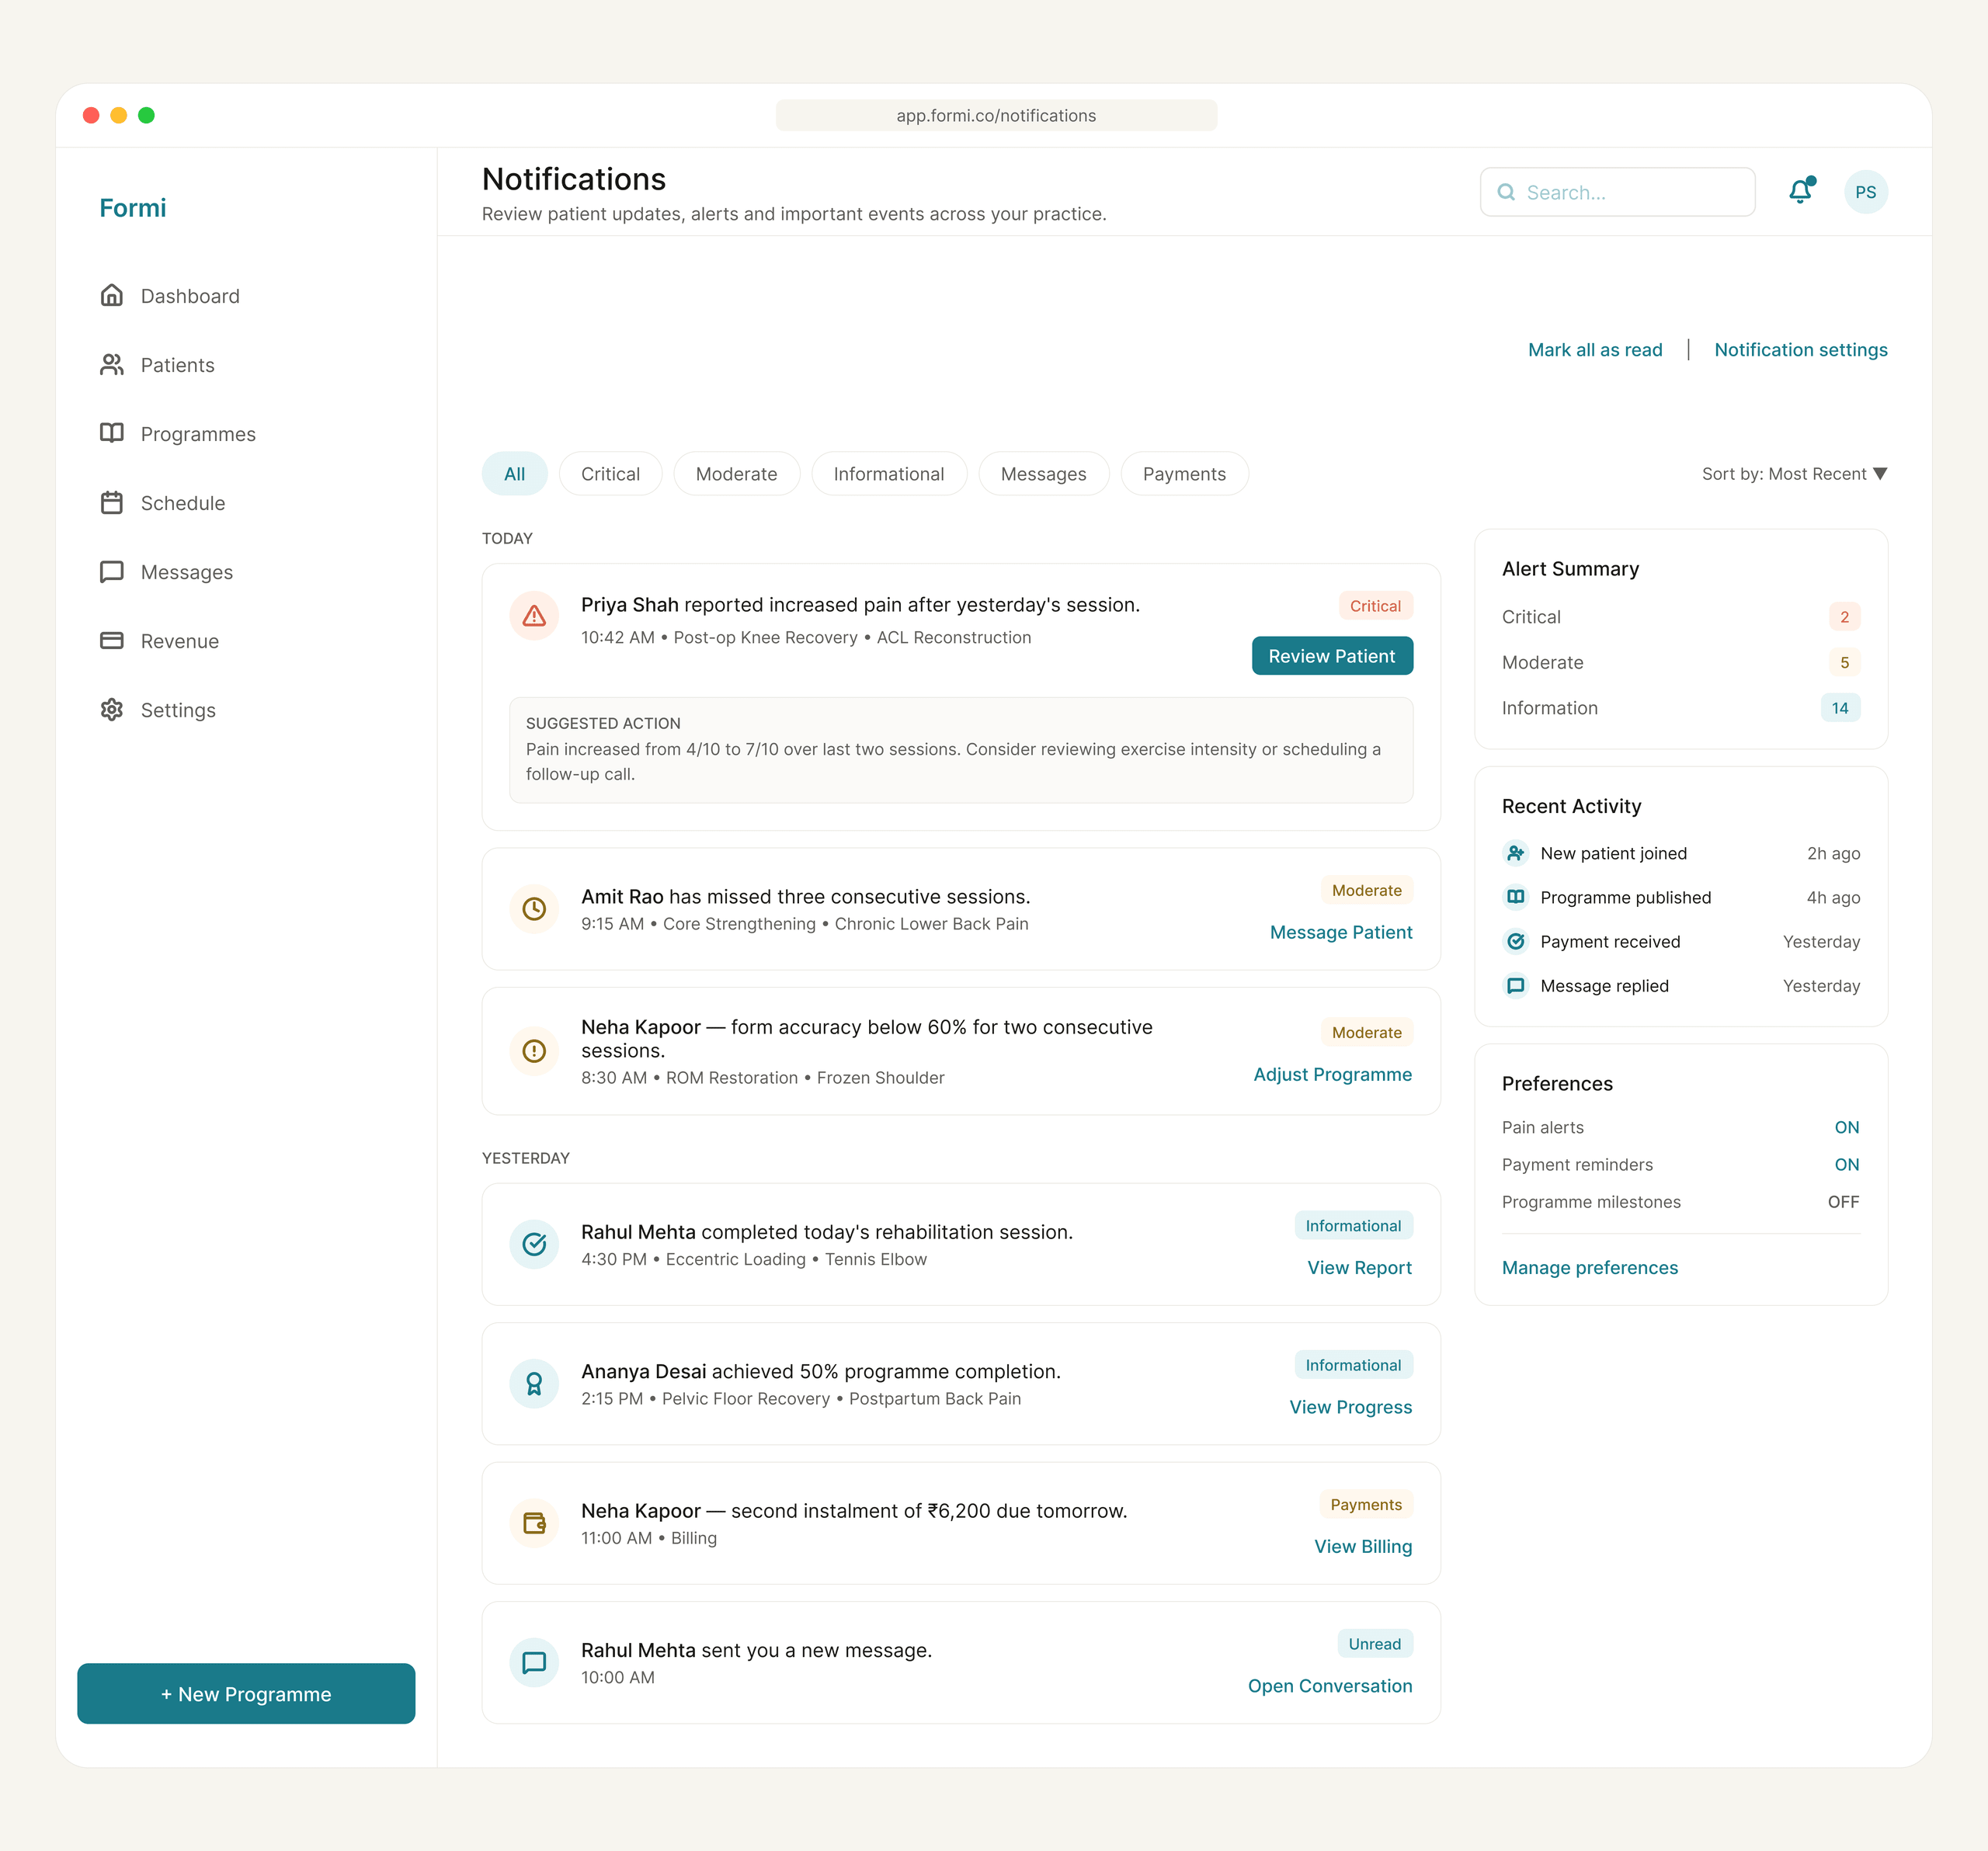 app.formi.co/notifications
Formi
Dashboard
Patients
Programmes
Schedule
Messages
Revenue
Settings
+ New Programme
Notifications
Review patient updates, alerts and important events across your practice.
Search...
PS
Mark all as read | Notification settings
All
Critical
Moderate
Informational
Messages
Payments
Sort by: Most Recent ▼
TODAY
Priya Shah reported increased pain after yesterday's session.
10:42 AM • Post-op Knee Recovery • ACL Reconstruction
Critical
Review Patient
SUGGESTED ACTION
Pain increased from 4/10 to 7/10 over last two sessions. Consider reviewing exercise intensity or scheduling a
follow-up call.
Amit Rao has missed three consecutive sessions.
9:15 AM • Core Strengthening • Chronic Lower Back Pain
Moderate
Message Patient
Neha Kapoor — form accuracy below 60% for two consecutive
sessions.
8:30 AM • ROM Restoration • Frozen Shoulder
Moderate
Adjust Programme
YESTERDAY
Rahul Mehta completed today's rehabilitation session.
4:30 PM • Eccentric Loading • Tennis Elbow
Informational
View Report
Ananya Desai achieved 50% programme completion.
2:15 PM • Pelvic Floor Recovery • Postpartum Back Pain
Informational
View Progress
Neha Kapoor — second instalment of ₹6,200 due tomorrow.
11:00 AM • Billing
Payments
View Billing
Rahul Mehta sent you a new message.
10:00 AM
Unread
Open Conversation
Alert Summary
Critical 2
Moderate 5
Information 14
Recent Activity
New patient joined 2h ago
Programme published 4h ago
Payment received Yesterday
Message replied Yesterday
Preferences
Pain alerts ON
Payment reminders ON
Programme milestones OFF
Manage preferences